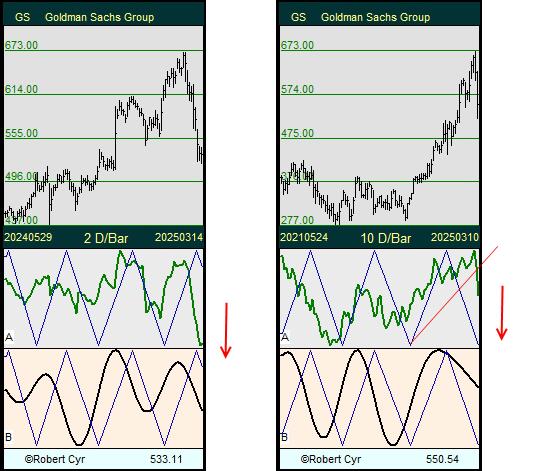 GS Goldman Sachs Group
673.00
614.00
555.00
496.00
437.00
20240529 2 D/Bar 20250314
A
B
©Robert Cyr 533.11
GS Goldman Sachs Group
673.00
574.00
475.00
277.00
20210524 10 D/Bar 20250310
A
B
©Robert Cyr 550.54